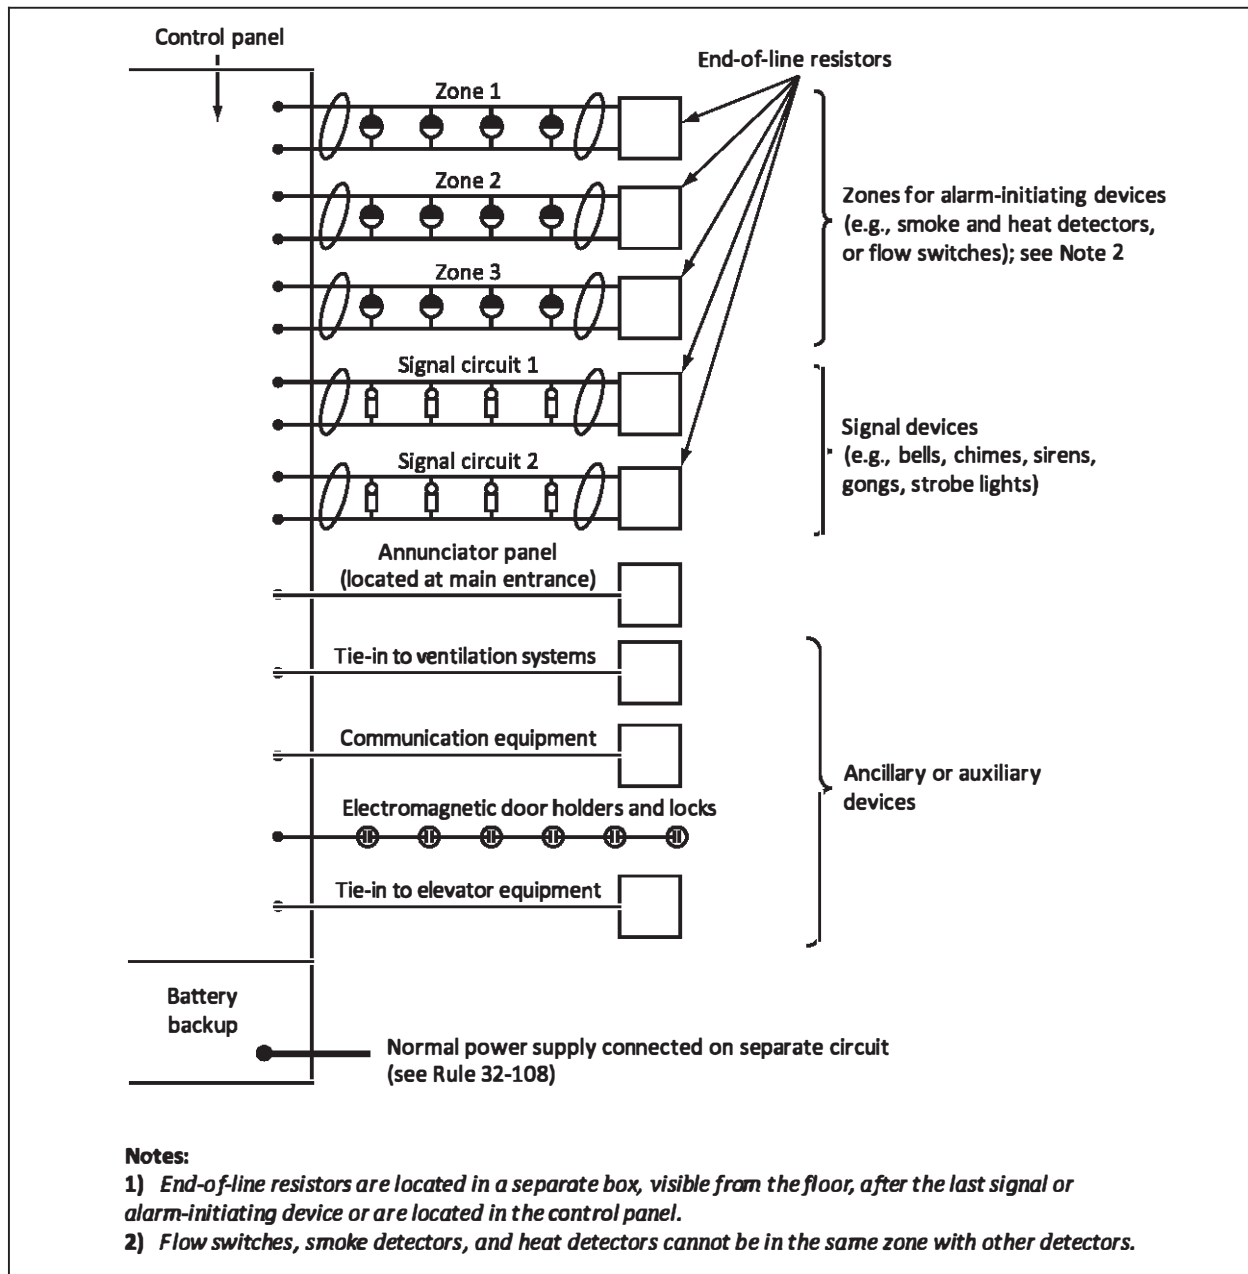 Control panel
End-of-line resistors
Zone 1
Zone 2
Zone 3
Zones for alarm-initiating devices
(e.g., smoke and heat detectors,
or flow switches); see Note 2
Signal circuit 1
Signal circuit 2
Signal devices
(e.g., bells, chimes, sirens,
gongs, strobe lights)
Annunciator panel
(located at main entrance)
Tie-in to ventilation systems
Communication equipment
Electromagnetic door holders and locks
Tie-in to elevator equipment
Ancillary or auxiliary
devices
Battery
backup
Normal power supply connected on separate circuit
(see Rule 32-108)
Notes:
1) End-of-line resistors are located in a separate box, visible from the floor, after the last signal or
alarm-initiating device or are located in the control panel.
2) Flow switches, smoke detectors, and heat detectors cannot be in the same zone with other detectors.